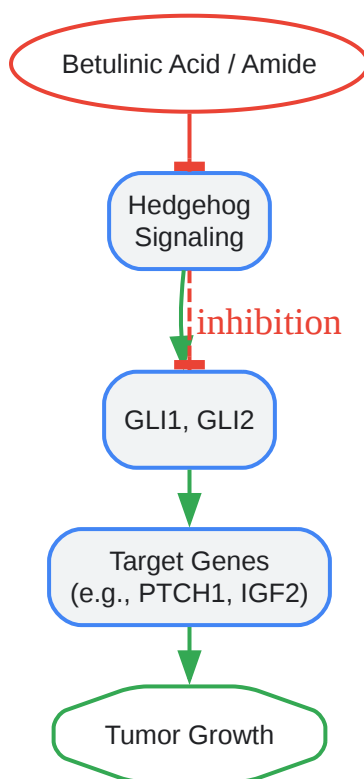 Betulinic Acid / Amide
Hedgehog
Signaling
inhibition
GLI1, GLI2
Target Genes
(e.g., PTCH1, IGF2)
Tumor Growth